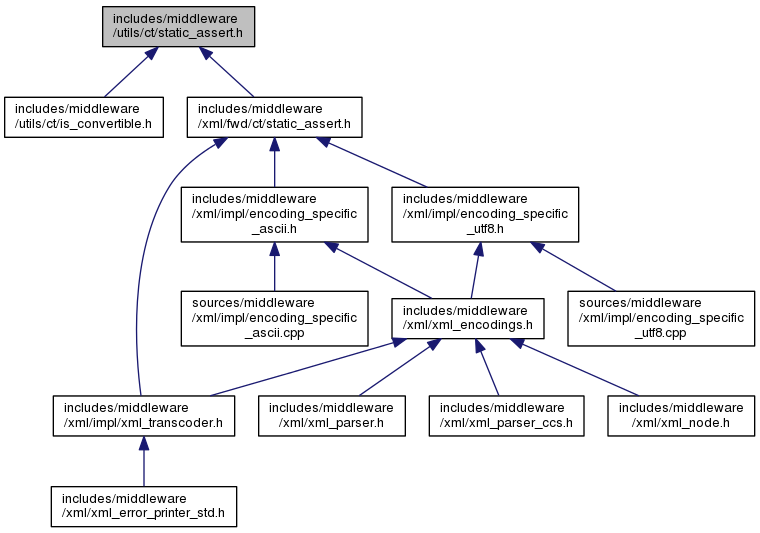 includes/middleware
/utils/ct/static_assert.h
includes/middleware
/utils/ct/is_convertible.h
includes/middleware
/xml/fwd/ct/static_assert.h
includes/middleware
/xml/impl/encoding_specific
_ascii.h
includes/middleware
/xml/impl/encoding_specific
_utf8.h
sources/middleware
/xml/impl/encoding_specific
_ascii.cpp
includes/middleware
/xml/xml_encodings.h
sources/middleware
/xml/impl/encoding_specific
_utf8.cpp
includes/middleware
/xml/impl/xml_transcoder.h
includes/middleware
/xml/xml_parser.h
includes/middleware
/xml/xml_parser_ccs.h
includes/middleware
/xml/xml_node.h
includes/middleware
/xml/xml_error_printer_std.h